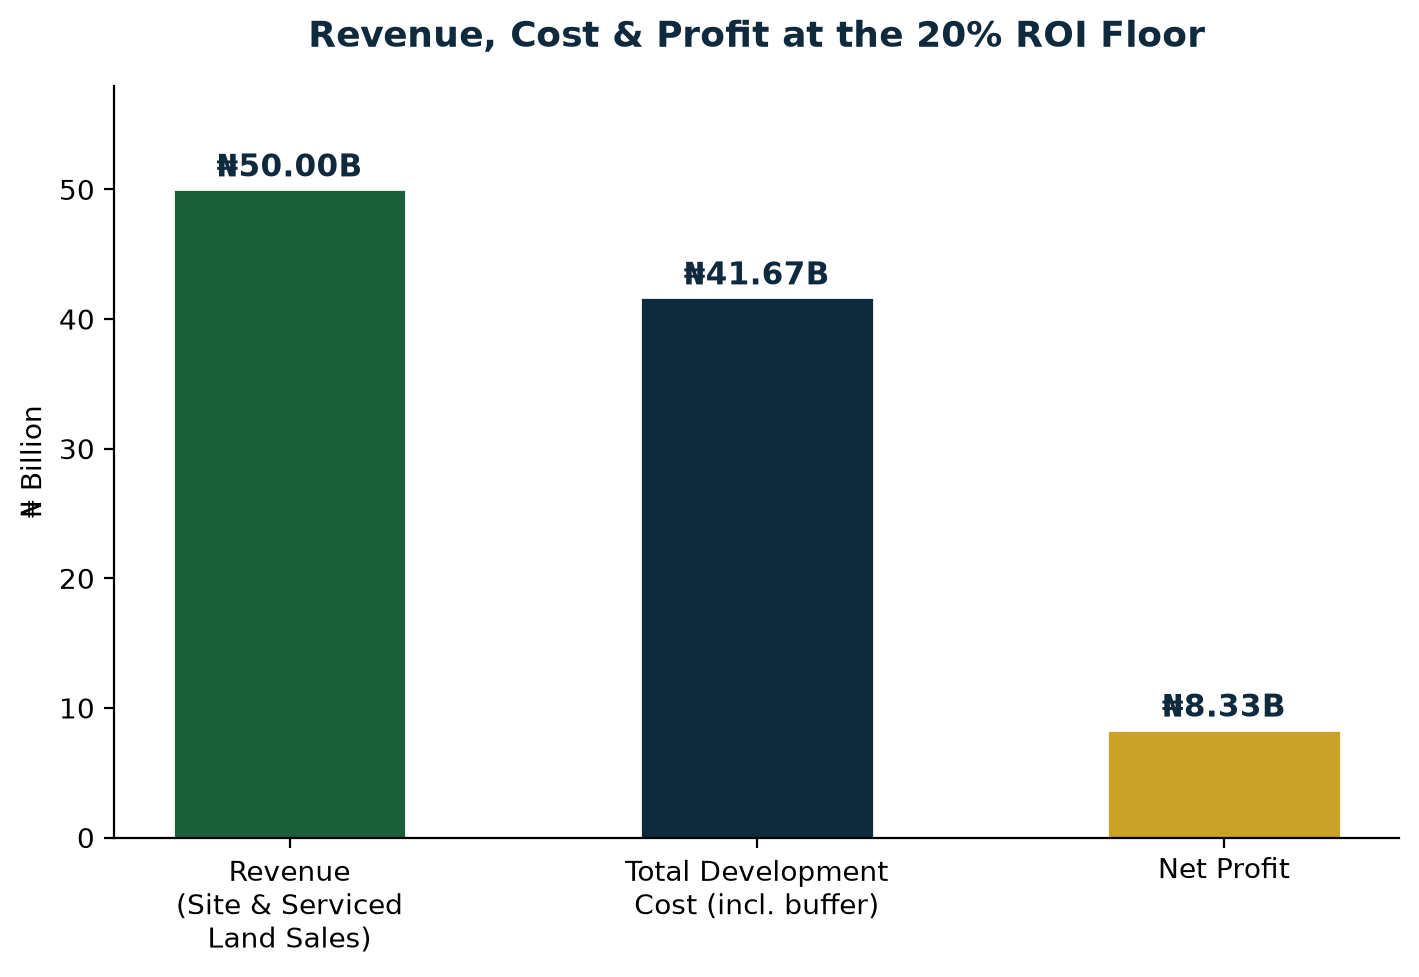 Revenue, Cost & Profit at the 20% ROI Floor
₦ Billion
50
40
30
20
10
0
₦50.00B
₦41.67B
₦8.33B
Revenue
(Site & Serviced
Land Sales)
Total Development
Cost (incl. buffer)
Net Profit